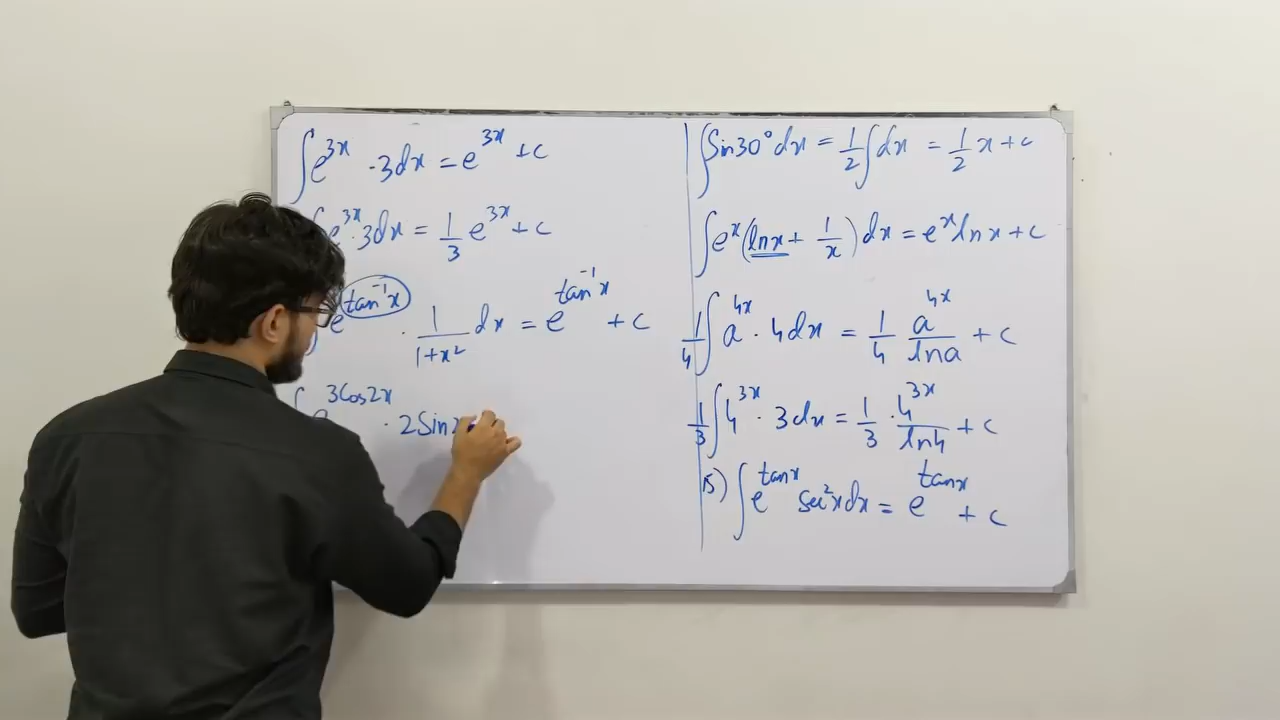 ∫e^{3x} · 3dx = e^{3x} + c
∫e^{3x} · 3dx = 1/3 e^{3x} + c
∫e^{tan⁻¹x} · 1/(1+x²) dx = e^{tan⁻¹x} + c
∫e^{3Cos2x} · 2Sin
∫Sin30° dx = 1/2 ∫dx = 1/2 x + c
∫e^x (lnx + 1/x) dx = e^x lnx + c
1/4 ∫a^{4x} · 4dx = 1/4 a^{4x}/lna + c
1/3 ∫4^{3x} · 3dx = 1/3 · 4^{3x}/ln4 + c
15) ∫e^{tanx} sec²x dx = e^{tanx} + c